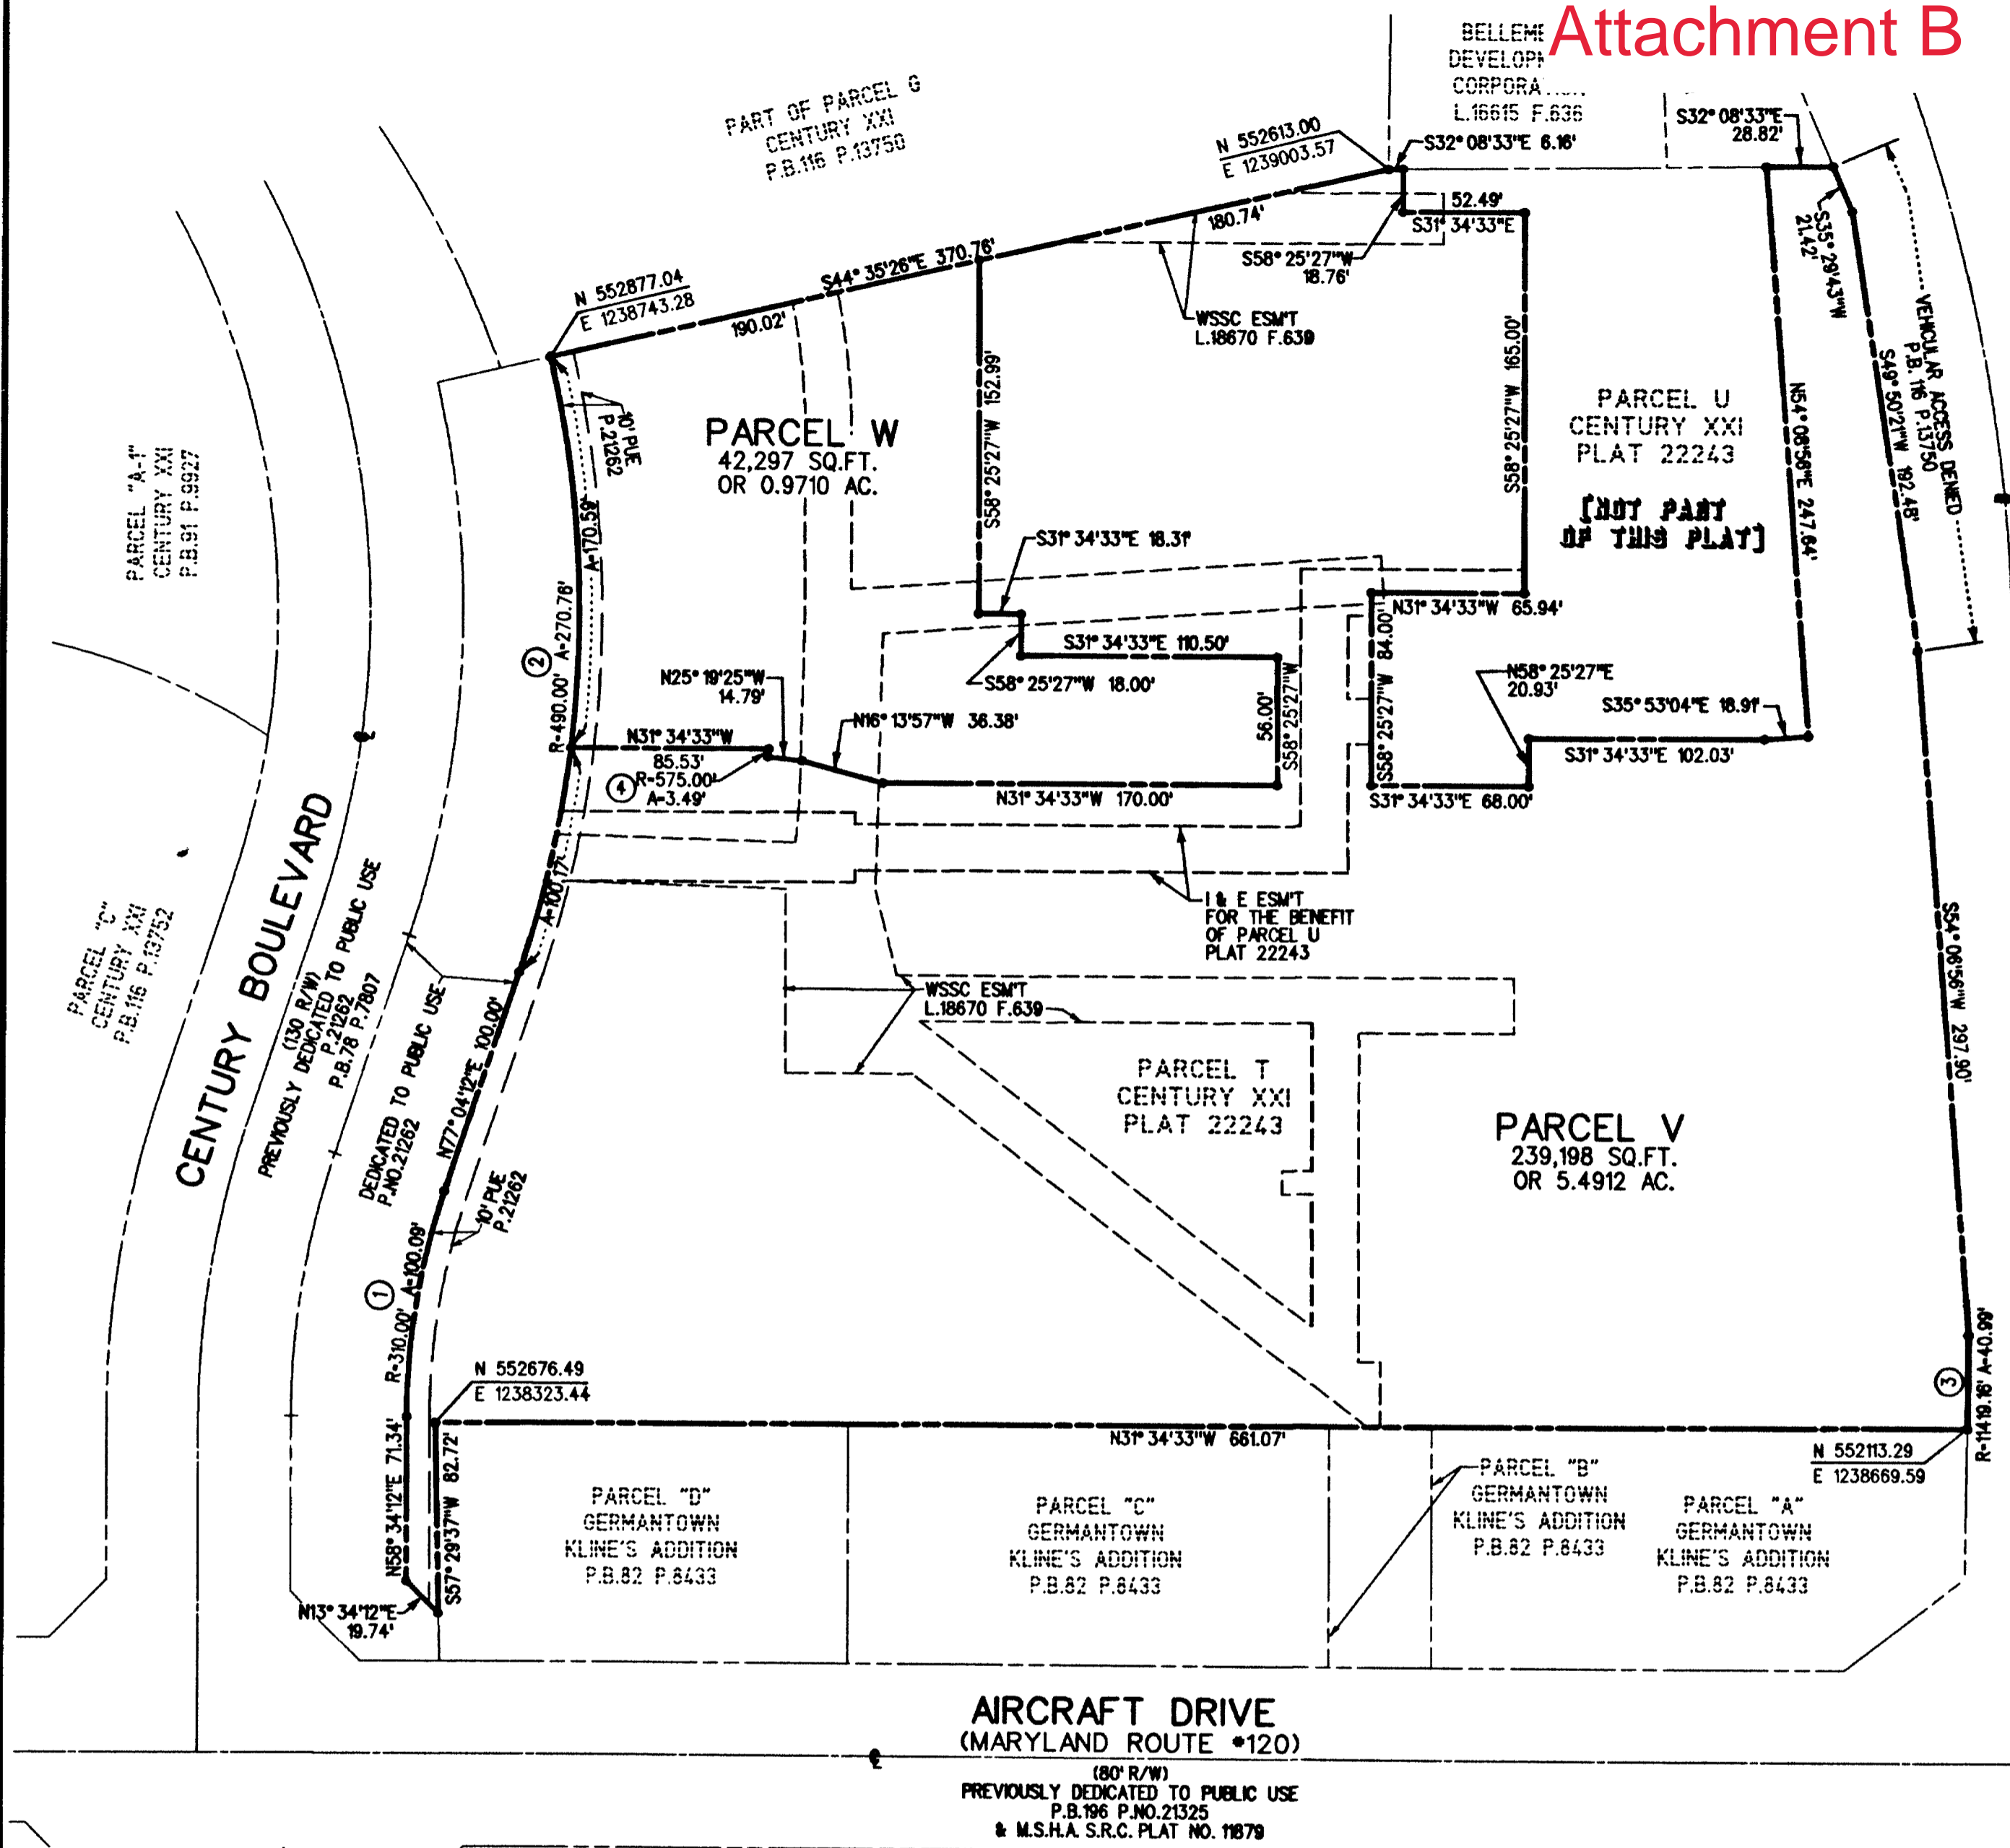 Attachment B
DEVELOP
CORPORA
L.16615 F.636
PART OF PARCEL G
CENTURY XXI
P.B.116 P.13750
N 552613.00
E 1239003.57
S32°08'33"E 6.16'
S32°08'33"E
28.82'
52.49'
S31°34'33"E
180.74'
S58°25'27"W
18.76'
S35°29'43"W
21.42'
VEHICULAR ACCESS DENIED
P.B. 116 P.13750
S49°50'21"W 192.48'
S44°35'26"E 370.76'
N 552877.04
E 1238743.28
190.02'
WSSC ESM'T
L.18670 F.639
10' PUE
P.21262
PARCEL W
42,297 SQ.FT.
OR 0.9710 AC.
S58°25'27"W 152.99'
S58°25'27"W 165.00'
PARCEL U
CENTURY XXI
PLAT 22243
[NOT PART
OF THIS PLAT]
N54°06'56"E 247.64'
PARCEL "A-1"
CENTURY XXI
P.B.91 P.9927
A=170.59'
S31°34'33"E 18.31'
② R=490.00' A=270.76'
N31°34'33"W 65.94'
S31°34'33"E 110.50'
S58°25'27"W 84.00'
S58°25'27"W 18.00'
56.00'
S58°25'27"W
N25°19'25"W
14.79'
N16°13'57"W 36.38'
N58°25'27"E
20.93'
S35°53'04"E 18.91'
N31°34'33"W
85.53'
④ R=575.00'
A=3.49'
S31°34'33"E 102.03'
N31°34'33"W 170.00'
S31°34'33"E 68.00'
A=100.17'
I & E ESM'T
FOR THE BENEFIT
OF PARCEL U
PLAT 22243
CENTURY BOULEVARD
(130 R/W)
PREVIOUSLY DEDICATED TO PUBLIC USE
P.21262
P.B.78 P.7807
PARCEL "C"
CENTURY XXI
P.B.116 P.13752
DEDICATED TO PUBLIC USE
P.NO.21262
N77°04'12"E 100.00'
WSSC ESM'T
L.18670 F.639
PARCEL T
CENTURY XXI
PLAT 22243
S54°06'56"W 297.90'
PARCEL V
239,198 SQ.FT.
OR 5.4912 AC.
10' PUE
P.21262
① R=310.00' A=100.09'
③ R=11419.16' A=40.99'
N 552676.49
E 1238323.44
N31°34'33"W 661.07'
N 552113.29
E 1238669.59
N58°34'12"E 71.34'
S57°29'37"W 82.72'
N13°34'12"E
19.74'
PARCEL "D"
GERMANTOWN
KLINE'S ADDITION
P.B.82 P.8433
PARCEL "C"
GERMANTOWN
KLINE'S ADDITION
P.B.82 P.8433
PARCEL "B"
GERMANTOWN
KLINE'S ADDITION
P.B.82 P.8433
PARCEL "A"
GERMANTOWN
KLINE'S ADDITION
P.B.82 P.8433
AIRCRAFT DRIVE
(MARYLAND ROUTE #120)
(80' R/W)
PREVIOUSLY DEDICATED TO PUBLIC USE
P.B.196 P.NO.21325
& M.S.H.A. S.R.C. PLAT NO. 11879